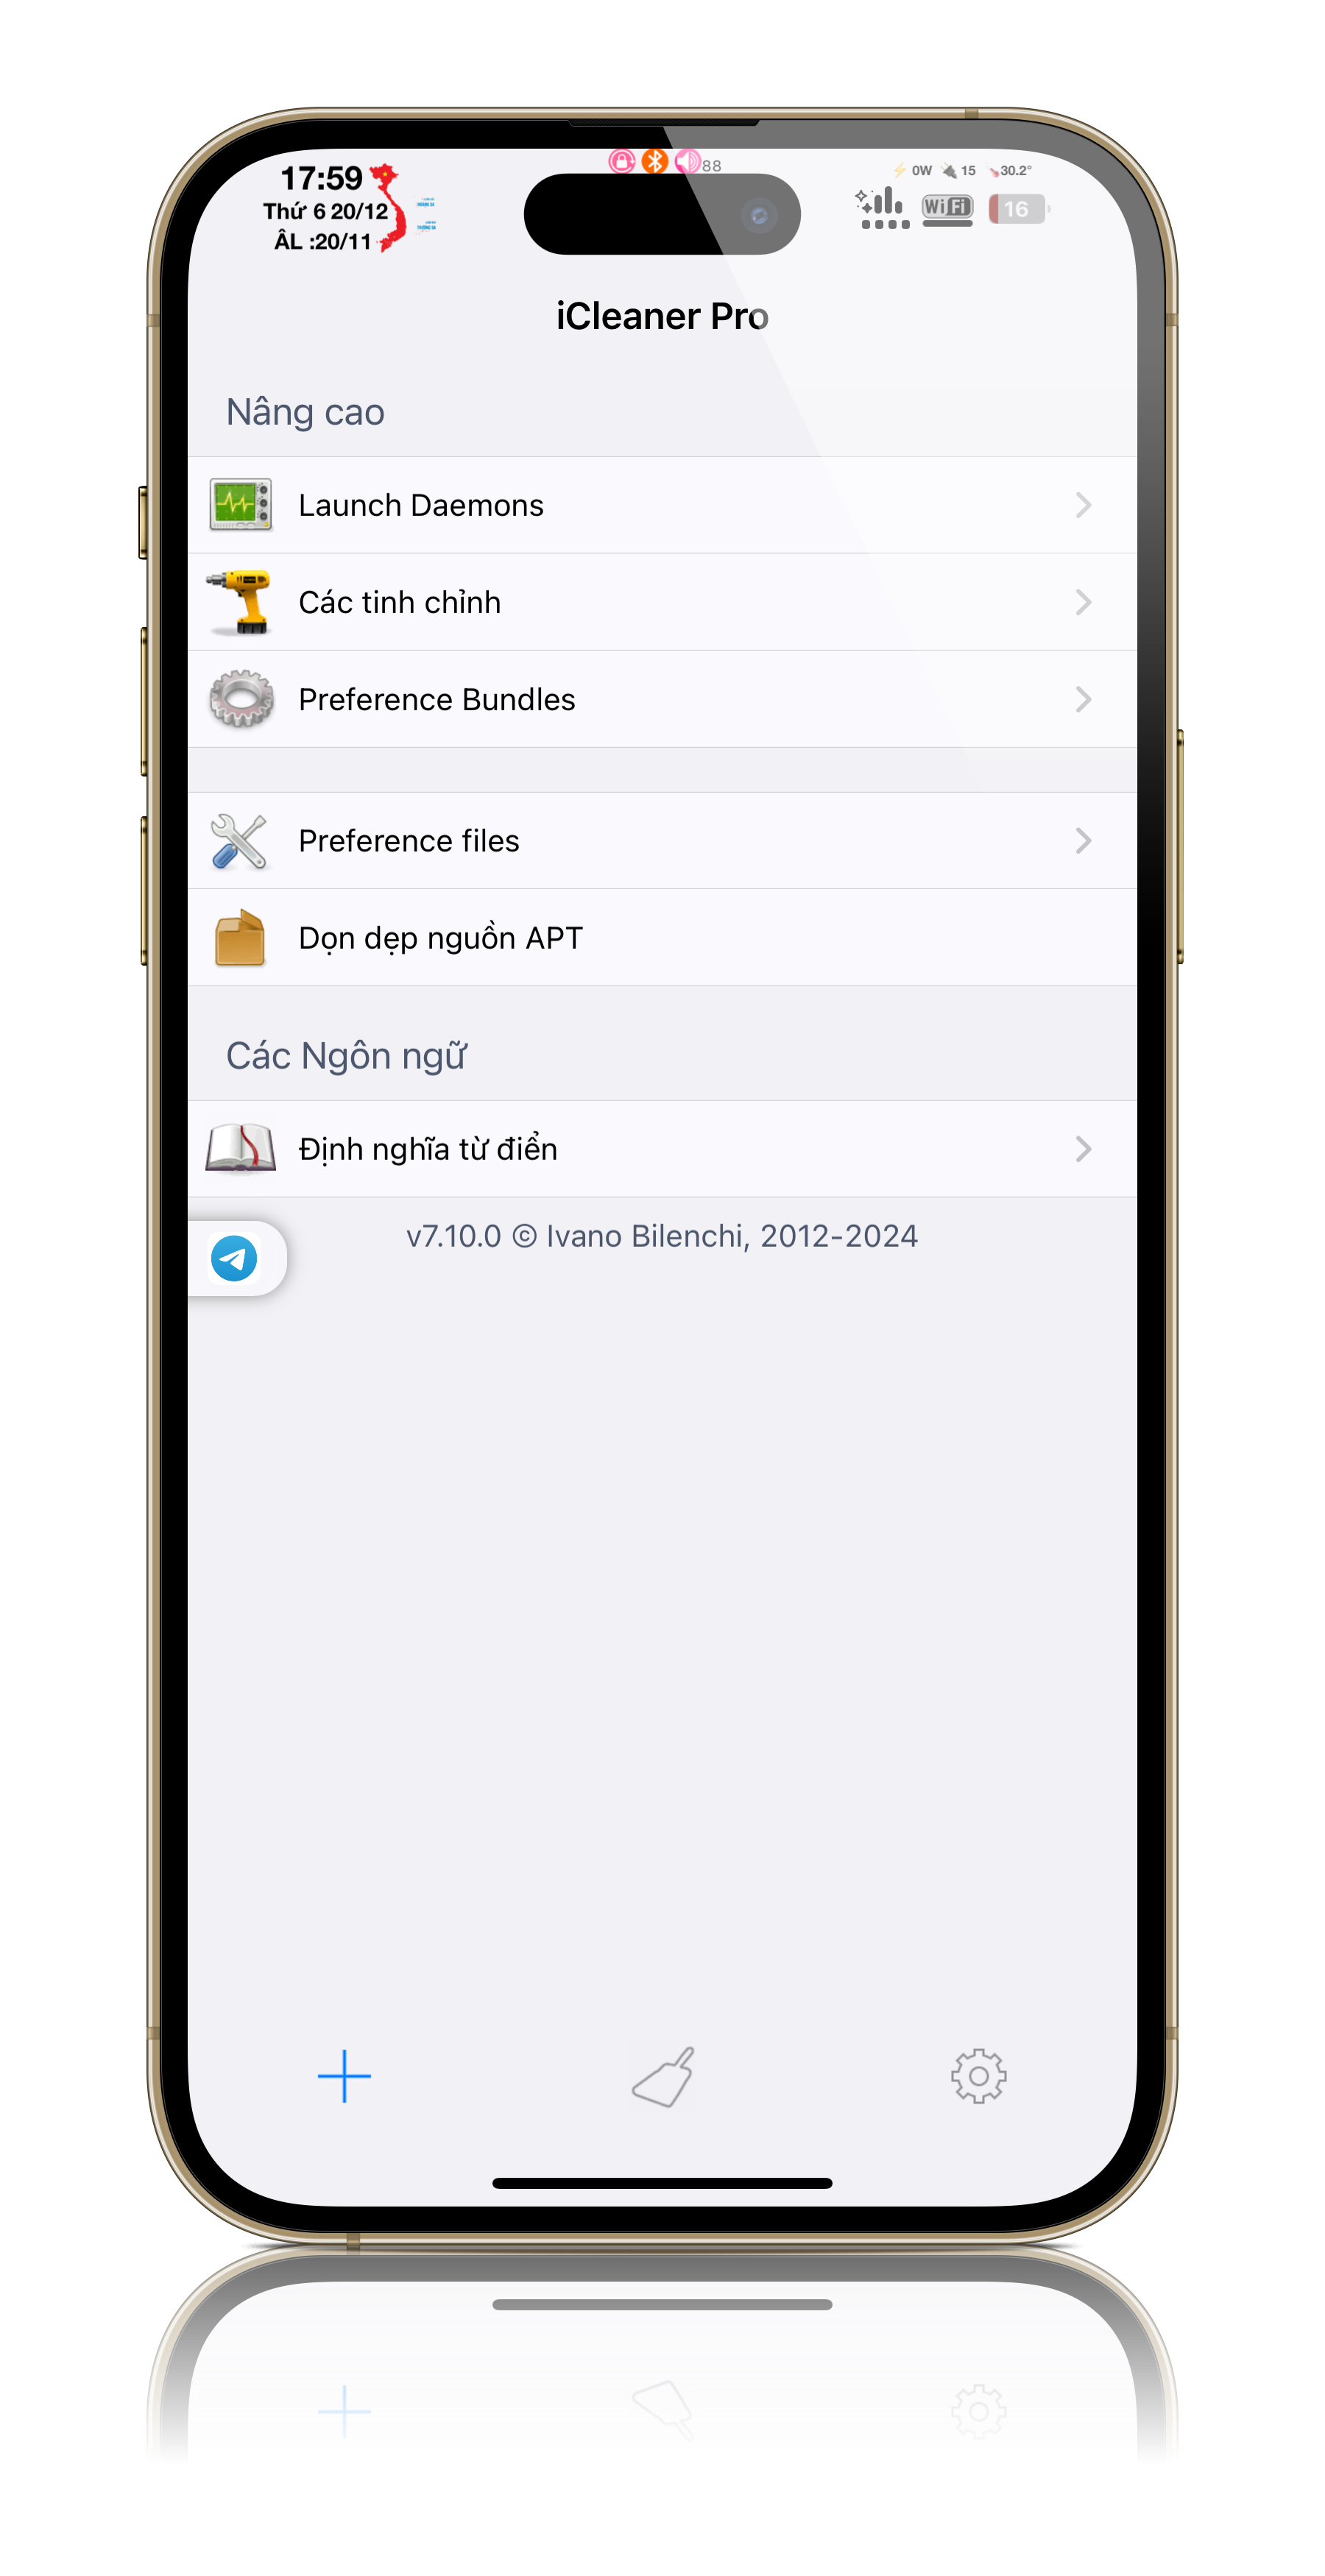 17:59
Thứ 6 20/12
ÂL :20/11
88
0W 15 30.2°
WiFi 16
iCleaner Pro
Nâng cao
Launch Daemons
Các tinh chỉnh
Preference Bundles
Preference files
Dọn dẹp nguồn APT
Các Ngôn ngữ
Định nghĩa từ điển
v7.10.0 © Ivano Bilenchi, 2012-2024